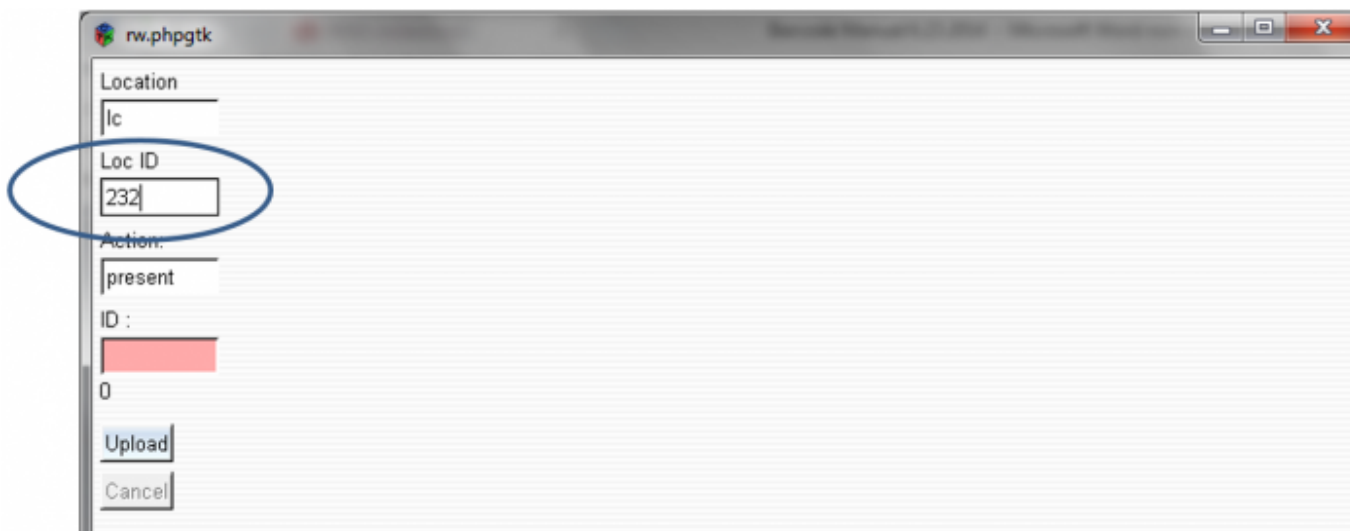 rw.phpgtk
Location
lc
Loc ID
232
Action:
present
ID :
0
Upload
Cancel